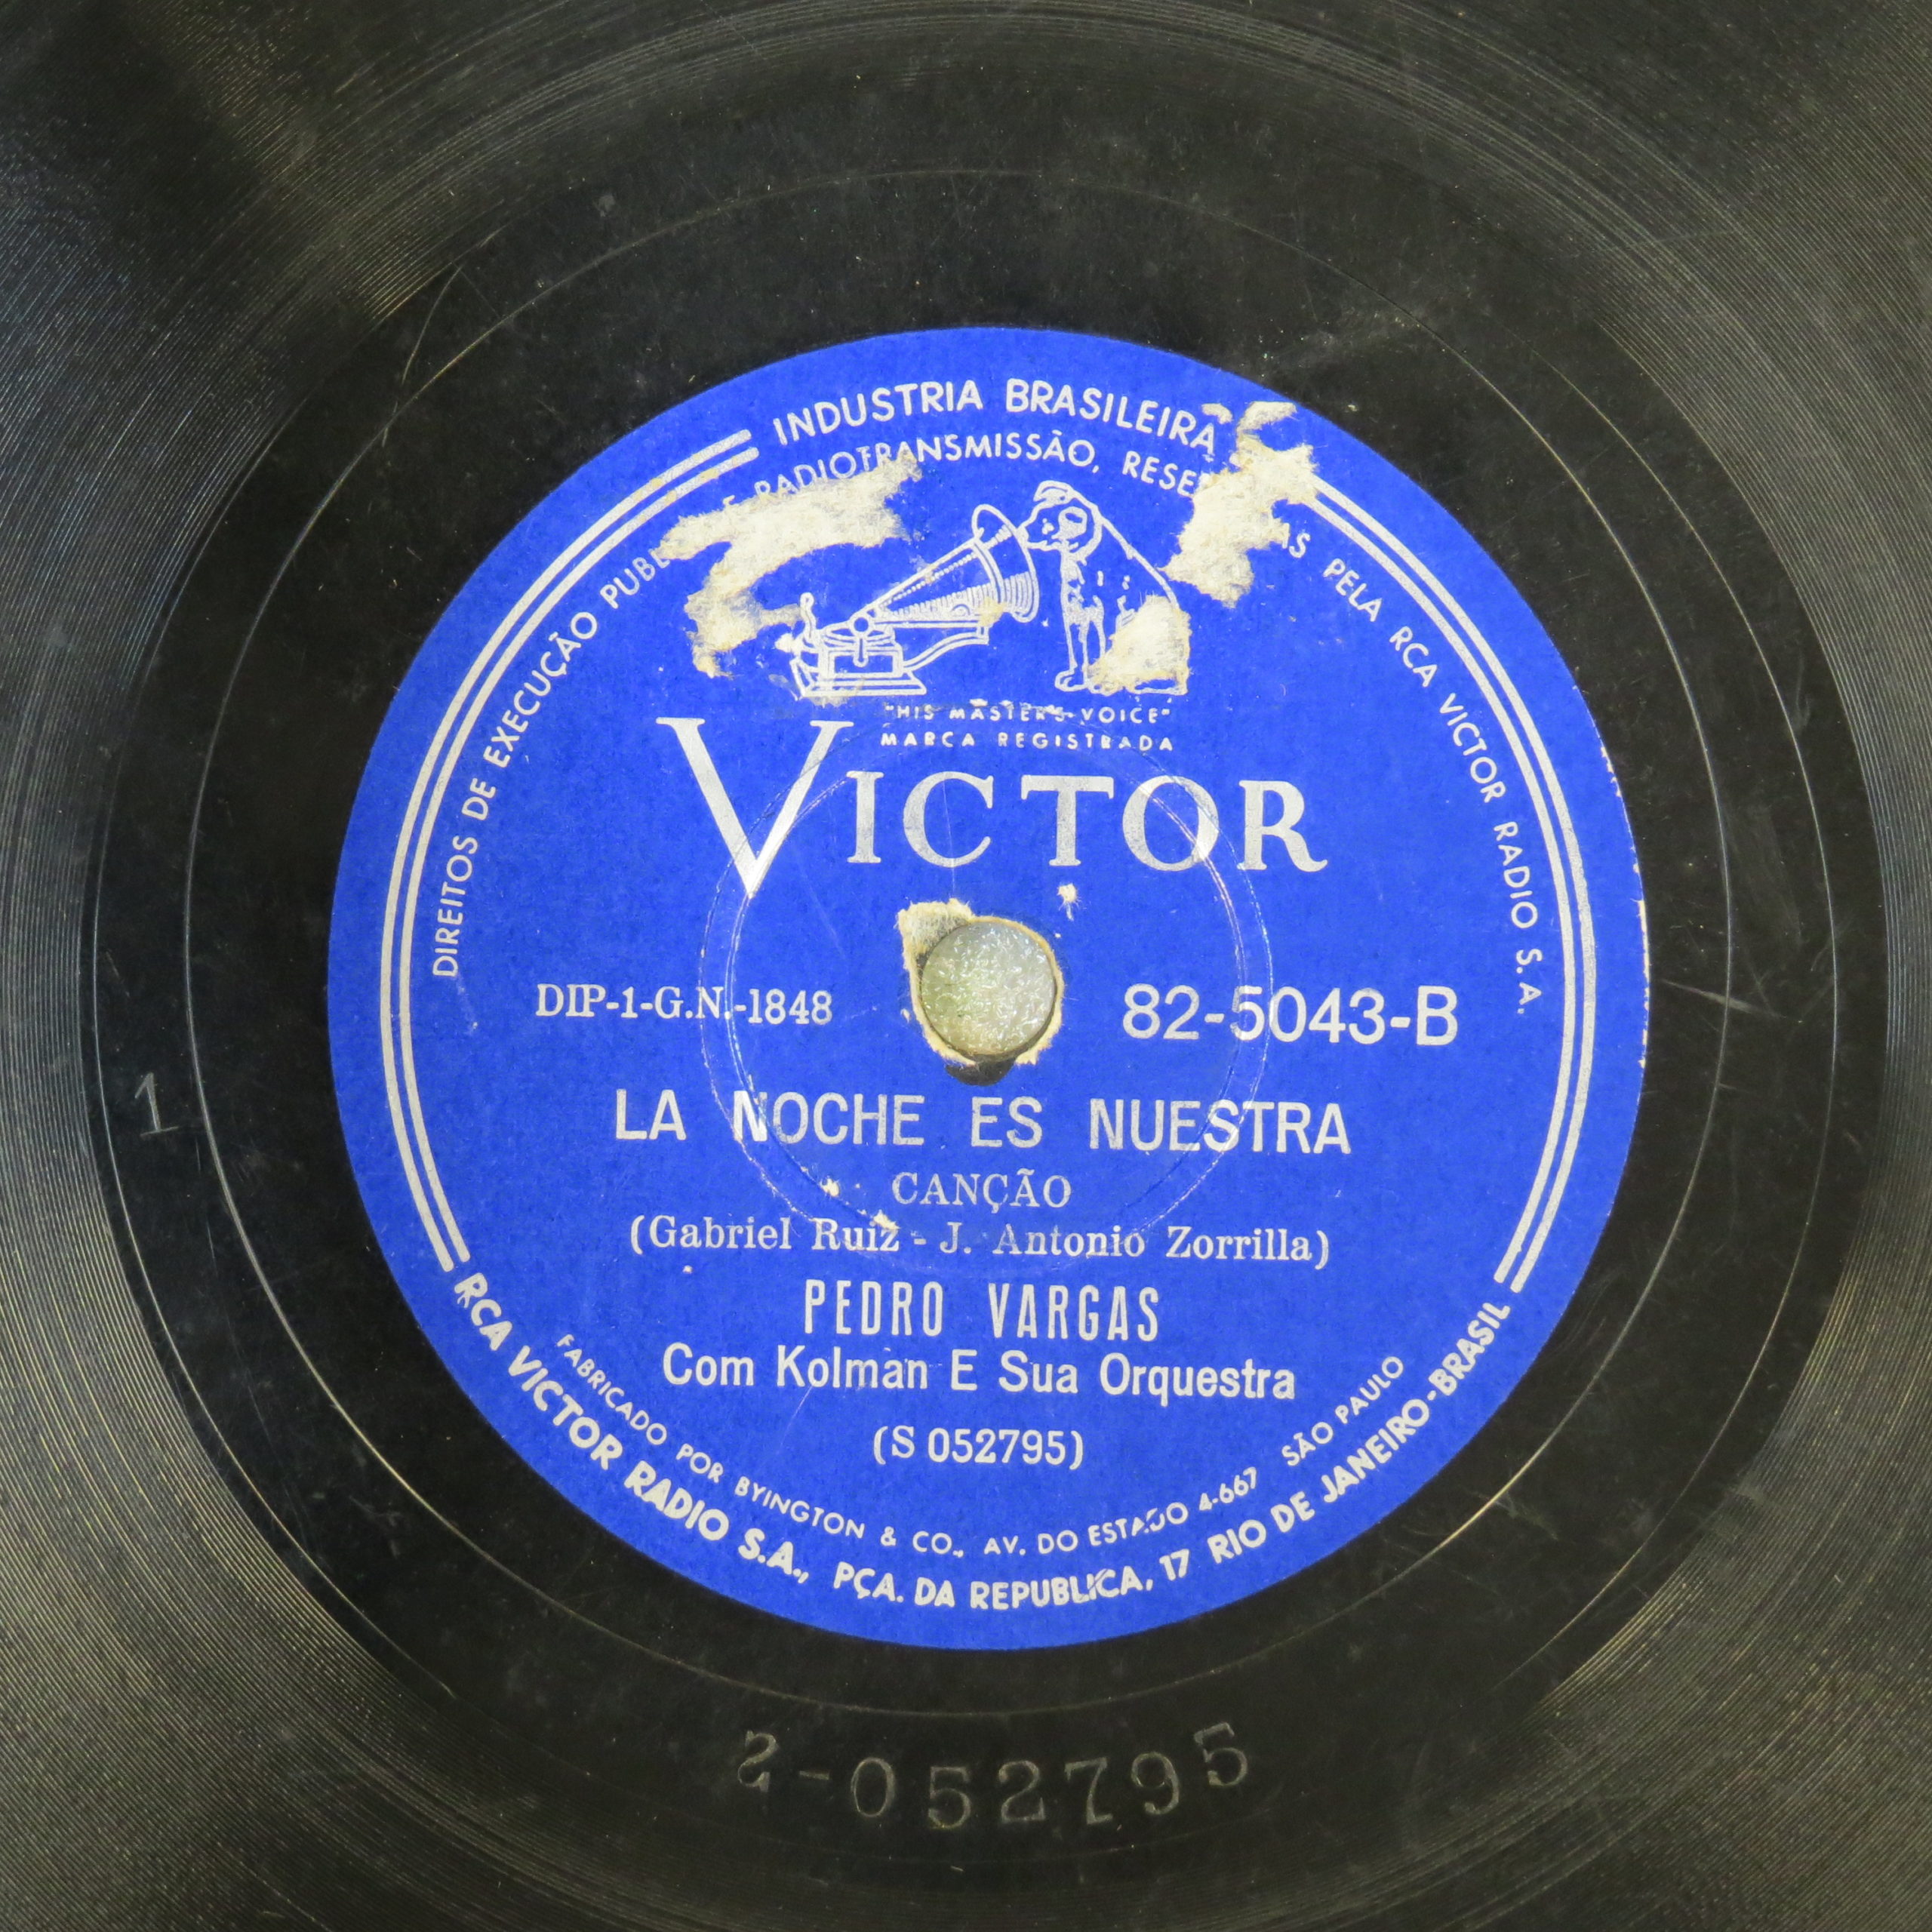 INDUSTRIA BRASILEIRA
DIREITOS DE EXECUÇÃO RADIOTRANSMISSÃO, PELA RCA VICTOR RADIO S.A.
"HIS MASTER'S VOICE"
MARCA REGISTRADA
VICTOR
DIP-1-G.N.-1848
82-5043-B
LA NOCHE ES NUESTRA
CANÇÃO
(Gabriel Ruiz - J. Antonio Zorrilla)
PEDRO VARGAS
Com Kolman E Sua Orquestra
(S 052795)
FABRICADO POR BYINGTON & CO., AV. DO ESTADO 4-667 SÃO PAULO
RCA VICTOR RADIO S.A., PÇA. DA REPUBLICA, 17 RIO DE JANEIRO-BRASIL
1
2-052795